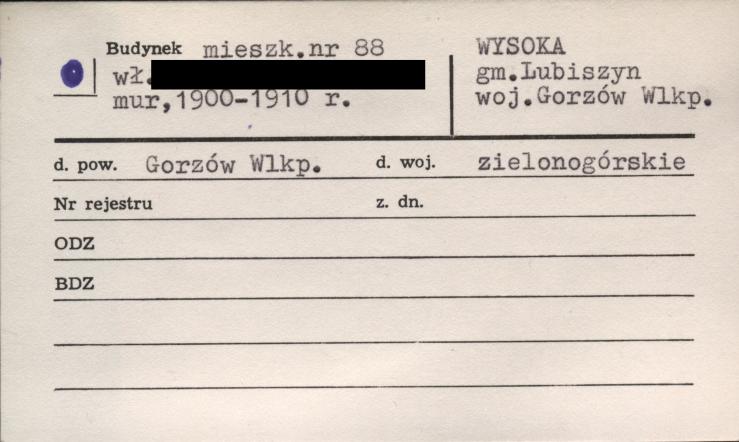 Budynek mieszk.nr 88
wł.
mur,1900-1910 r.
WYSOKA
gm.Lubiszyn
woj.Gorzów Wlkp.
d. pow. Gorzów Wlkp. d. woj. zielonogórskie
Nr rejestru z. dn.
ODZ
BDZ